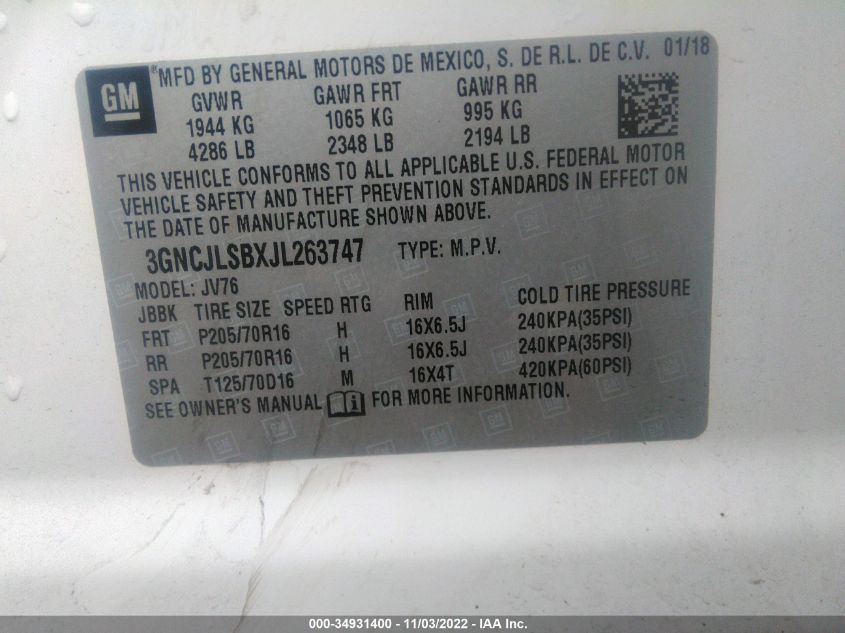 GM
®MFD BY GENERAL MOTORS DE MEXICO, S. DE R.L. DE C.V. 01/18
GVWR GAWR FRT GAWR RR
1944 KG 1065 KG 995 KG
4286 LB 2348 LB 2194 LB
THIS VEHICLE CONFORMS TO ALL APPLICABLE U.S. FEDERAL MOTOR
VEHICLE SAFETY AND THEFT PREVENTION STANDARDS IN EFFECT ON
THE DATE OF MANUFACTURE SHOWN ABOVE.
3GNCJLSBXJL263747 TYPE: M.P.V.
MODEL: JV76
JBBK TIRE SIZE SPEED RTG RIM COLD TIRE PRESSURE
FRT P205/70R16 H 16X6.5J 240KPA(35PSI)
RR P205/70R16 H 16X6.5J 240KPA(35PSI)
SPA T125/70D16 M 16X4T 420KPA(60PSI)
SEE OWNER'S MANUAL i FOR MORE INFORMATION.
000-34931400 - 11/03/2022 - IAA Inc.